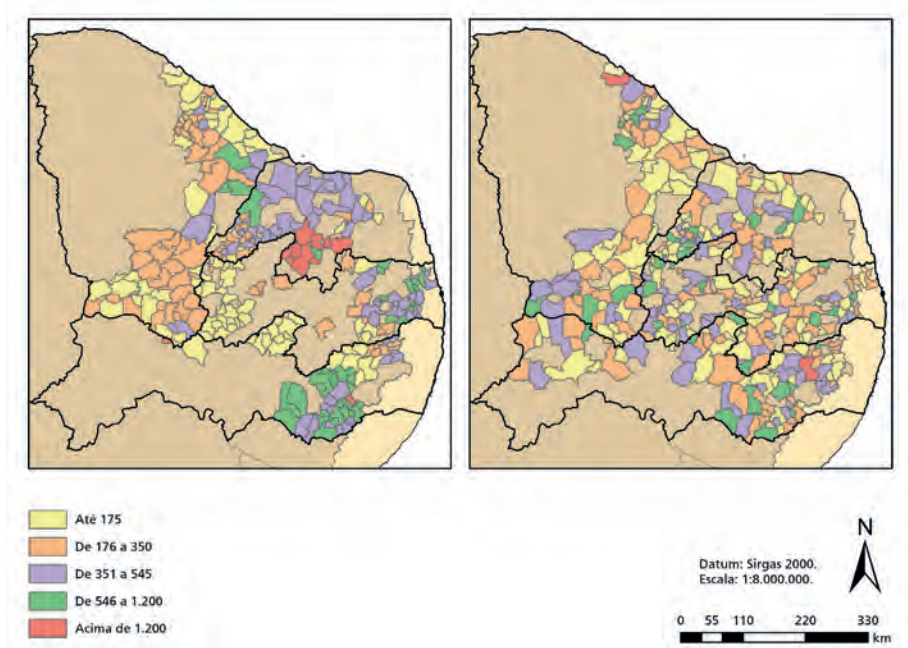 Até 175
De 176 a 350
De 351 a 545
De 546 a 1.200
Acima de 1.200
Datum: Sirgas 2000.
Escala: 1:8.000.000.
N
0 55 110 220 330
km